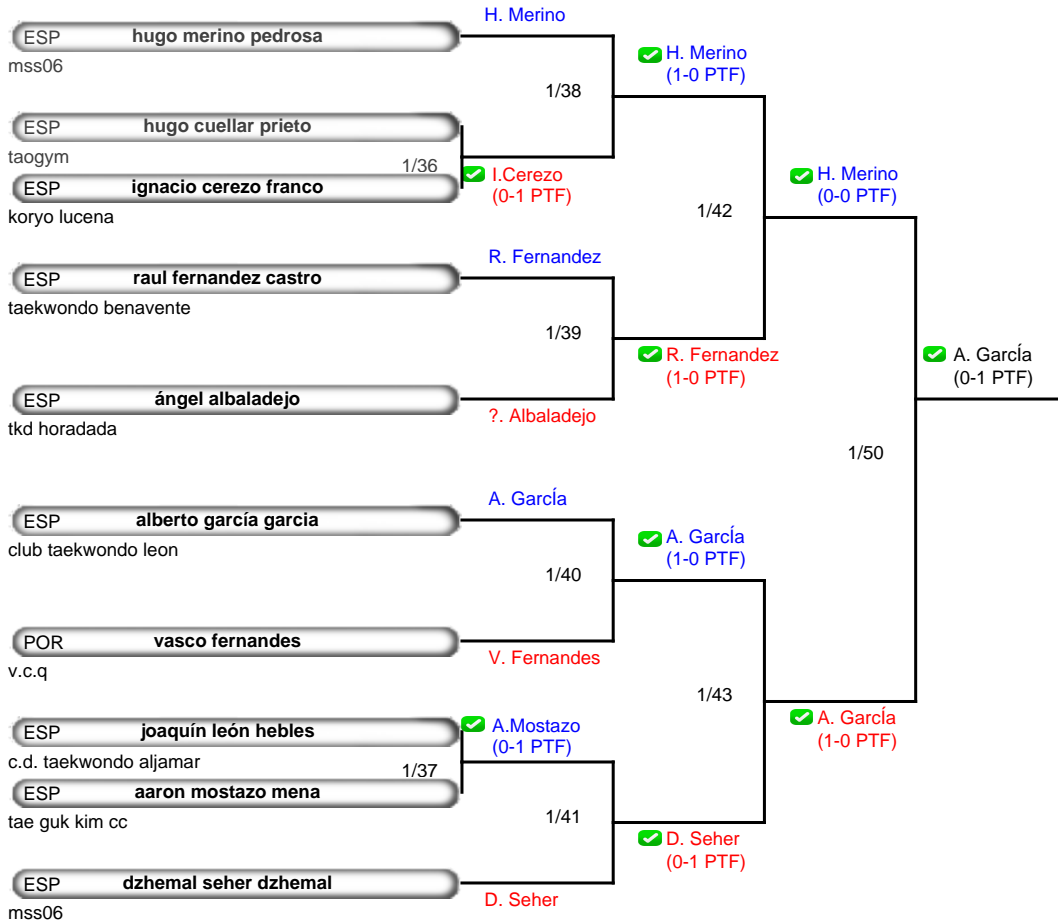 H. Merino
ESP hugo merino pedrosa
mss06
H. Merino
(1-0 PTF)
1/38
ESP hugo cuellar prieto
taogym
1/36
I.Cerezo
(0-1 PTF)
ESP ignacio cerezo franco
koryo lucena
H. Merino
(0-0 PTF)
1/42
R. Fernandez
ESP raul fernandez castro
taekwondo benavente
1/39
R. Fernandez
(1-0 PTF)
A. GarcÍa
(0-1 PTF)
ESP ángel albaladejo
tkd horadada
?. Albaladejo
1/50
A. GarcÍa
ESP alberto garcía garcia
club taekwondo leon
A. GarcÍa
(1-0 PTF)
1/40
POR vasco fernandes
v.c.q
V. Fernandes
1/43
A. GarcÍa
(1-0 PTF)
ESP joaquín león hebles
c.d. taekwondo aljamar
A.Mostazo
(0-1 PTF)
1/37
ESP aaron mostazo mena
tae guk kim cc
1/41
D. Seher
(0-1 PTF)
ESP dzhemal seher dzhemal
mss06
D. Seher